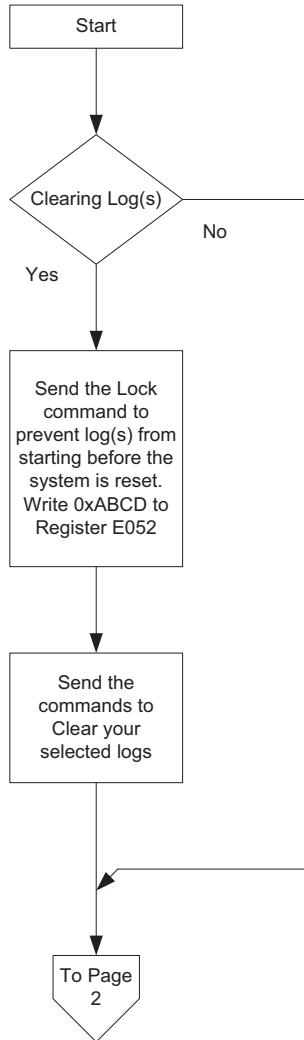 Start
Clearing Log(s)
No
Yes
Send the Lock
command to
prevent log(s) from
starting before the
system is reset.
Write 0xABCD to
Register E052
Send the
commands to
Clear your
selected logs
To Page
2